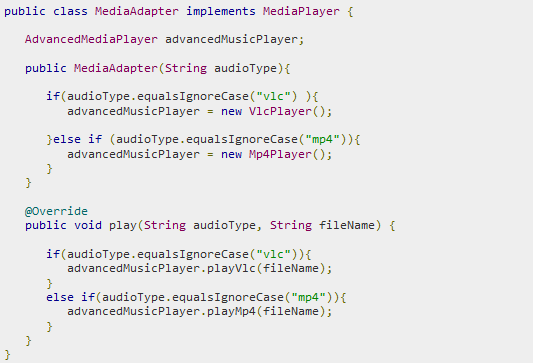 public class MediaAdapter implements MediaPlayer {
AdvancedMediaPlayer advancedMusicPlayer;
public MediaAdapter(String audioType){
if(audioType.equalsIgnoreCase("vlc") ){
advancedMusicPlayer = new VlcPlayer();
}else if (audioType.equalsIgnoreCase("mp4")){
advancedMusicPlayer = new Mp4Player();
}
}
@Override
public void play(String audioType, String fileName) {
if(audioType.equalsIgnoreCase("vlc")){
advancedMusicPlayer.playVlc(fileName);
}
else if(audioType.equalsIgnoreCase("mp4")){
advancedMusicPlayer.playMp4(fileName);
}
}
}